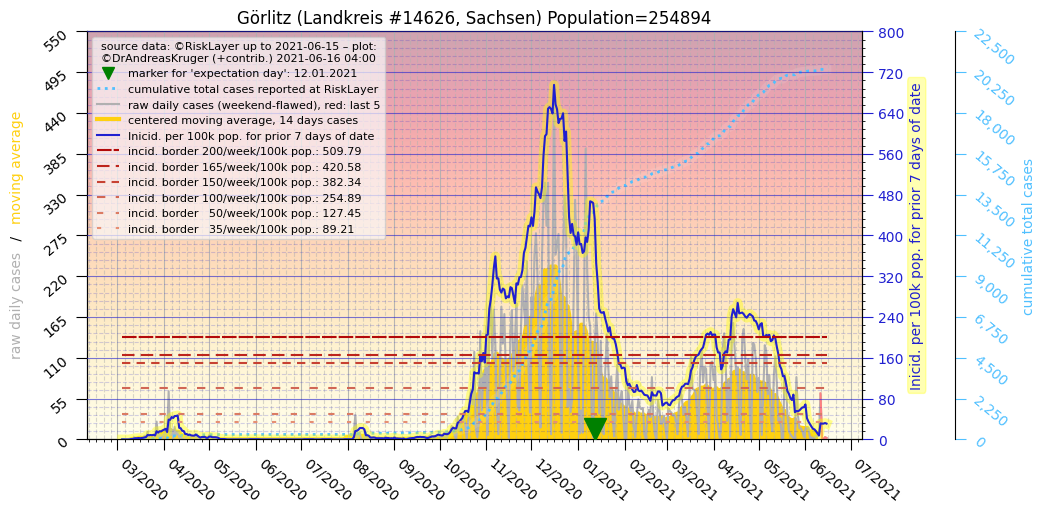 Görlitz (Landkreis #14626, Sachsen) Population=254894
source data: ©RiskLayer up to 2021-06-15 – plot:
©DrAndreasKruger (+contrib.) 2021-06-16 04:00
marker for 'expectation day': 12.01.2021
cumulative total cases reported at RiskLayer
raw daily cases (weekend-flawed), red: last 5
centered moving average, 14 days cases
Inicid. per 100k pop. for prior 7 days of date
incid. border 200/week/100k pop.: 509.79
incid. border 165/week/100k pop.: 420.58
incid. border 150/week/100k pop.: 382.34
incid. border 100/week/100k pop.: 254.89
incid. border 50/week/100k pop.: 127.45
incid. border 35/week/100k pop.: 89.21
raw daily cases / moving average
550
495
440
385
330
275
220
165
110
55
0
03/2020
04/2020
05/2020
06/2020
07/2020
08/2020
09/2020
10/2020
11/2020
12/2020
01/2021
02/2021
03/2021
04/2021
05/2021
06/2021
07/2021
800
720
640
560
480
400
320
240
160
80
0
Inicid. per 100k pop. for prior 7 days of date
22,500
20,250
18,000
15,750
13,500
11,250
9,000
6,750
4,500
2,250
0
cumulative total cases